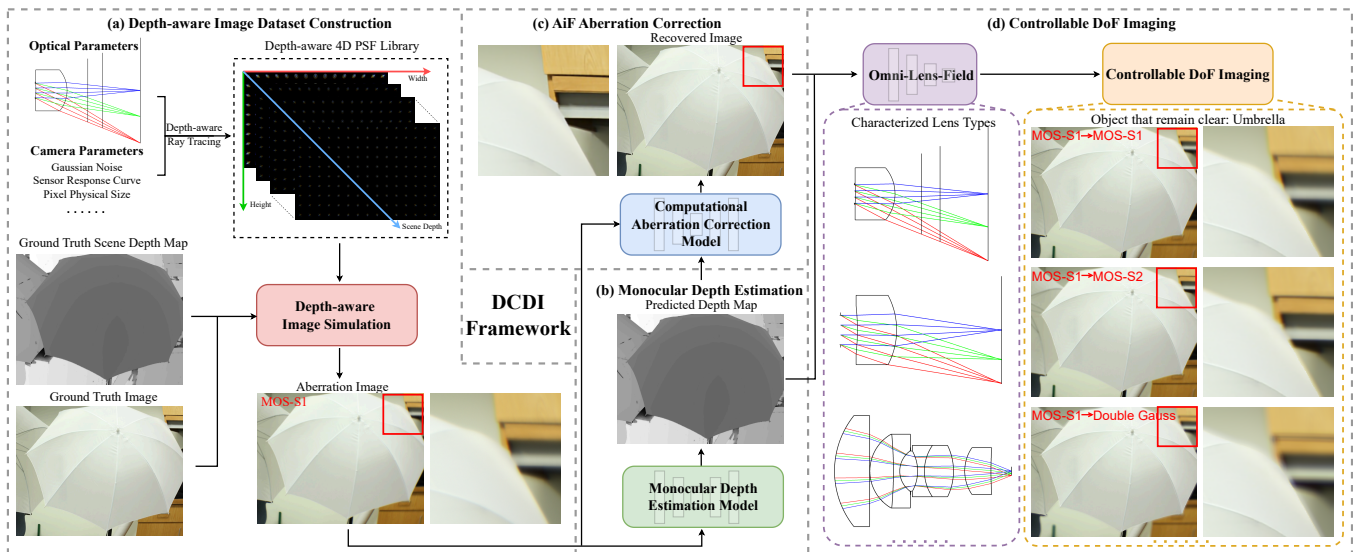 (a) Depth-aware Image Dataset Construction
Optical Parameters
Camera Parameters
Gaussian Noise
Sensor Response Curve
Pixel Physical Size
......
Depth-aware
Ray Tracing
Depth-aware 4D PSF Library
Width
Height
Scene Depth
Ground Truth Scene Depth Map
Ground Truth Image
Depth-aware
Image Simulation
Aberration Image
MOS-S1
(c) AiF Aberration Correction
Recovered Image
Computational
Aberration Correction
Model
DCDI
Framework
(b) Monocular Depth Estimation
Predicted Depth Map
Monocular Depth
Estimation Model
(d) Controllable DoF Imaging
Omni-Lens-Field
Controllable DoF Imaging
Characterized Lens Types
......
Object that remain clear: Umbrella
MOS-S1→MOS-S1
MOS-S1→MOS-S2
MOS-S1→Double Gauss
......